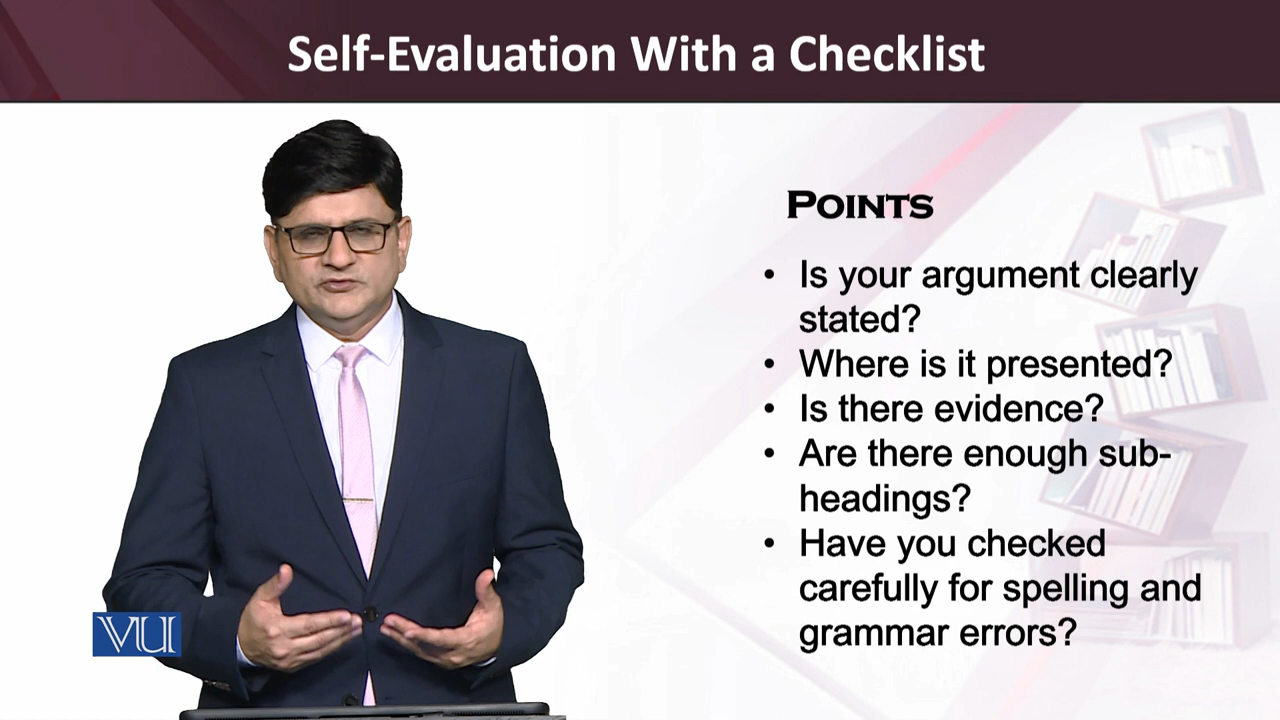 Self-Evaluation With a Checklist
POINTS
• Is your argument clearly
stated?
• Where is it presented?
• Is there evidence?
• Are there enough sub-
headings?
• Have you checked
carefully for spelling and
grammar errors?
VU